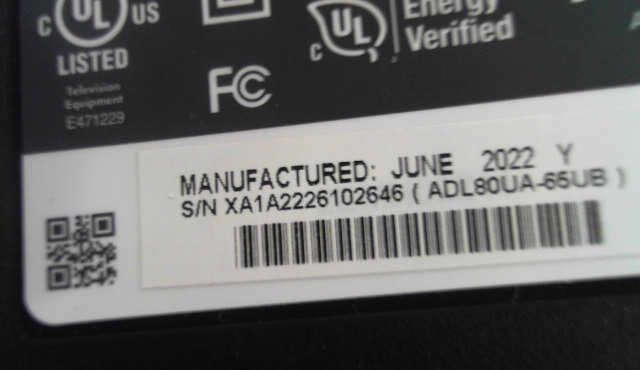 c UL US
LISTED
Television
Equipment
E471229
FC
c UL
Energy
Verified
MANUFACTURED: JUNE 2022 Y
S/N XA1A2226102646 ( ADL80UA-65UB )